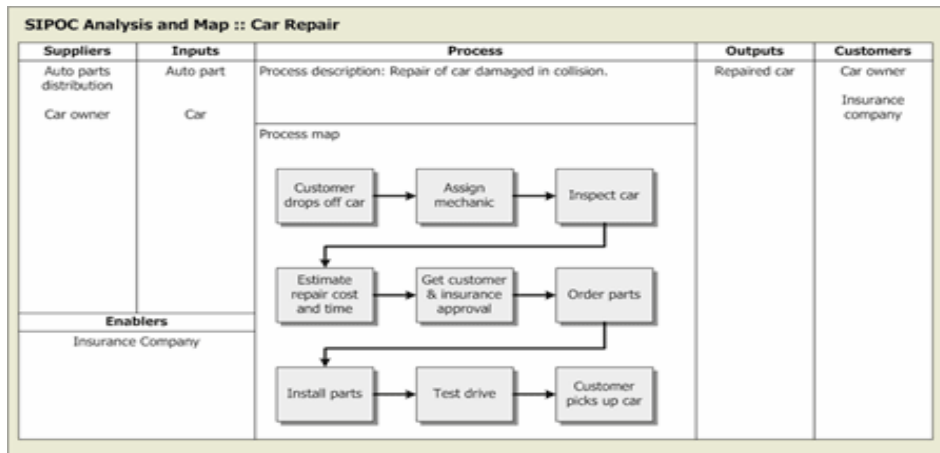 SIPOC Analysis and Map :: Car Repair
Suppliers
Inputs
Process
Outputs
Customers
Auto parts
distribution
Car owner
Auto part
Car
Process description: Repair of car damaged in collision.
Repaired car
Car owner
Insurance
company
Process map
Customer
drops off car
Assign
mechanic
Inspect car
Estimate
repair cost
and time
Get customer
& insurance
approval
Order parts
Install parts
Test drive
Customer
picks up car
Enablers
Insurance Company